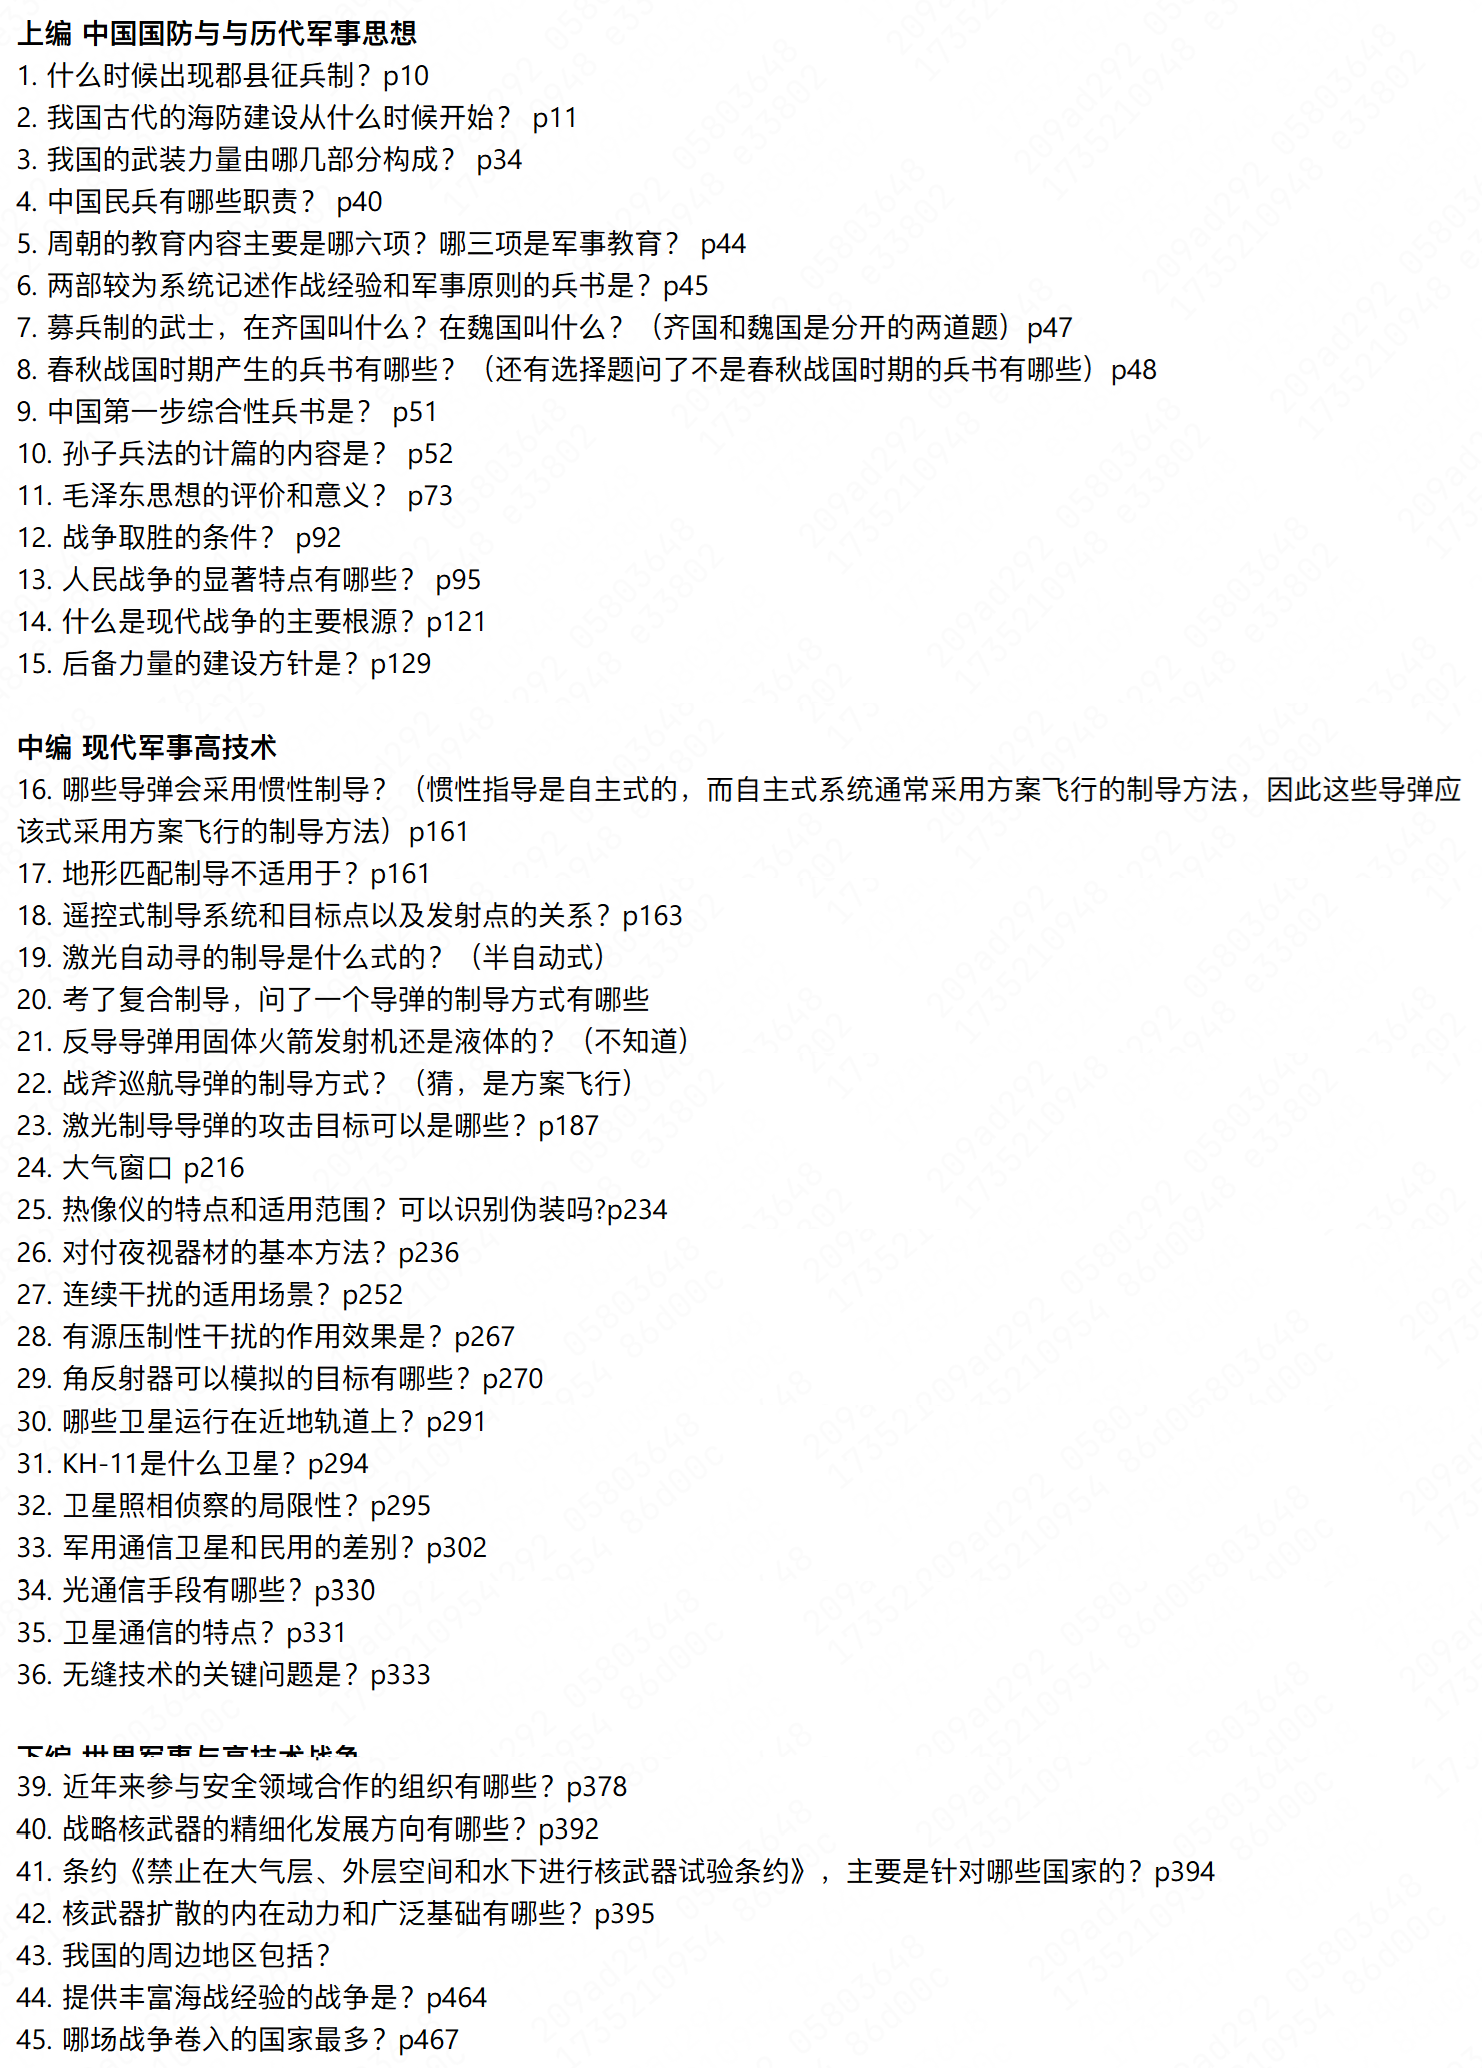 上编 中国国防与与历代军事思想
1. 什么时候出现郡县征兵制？p10
2. 我国古代的海防建设从什么时候开始？ p11
3. 我国的武装力量由哪几部分构成？ p34
4. 中国民兵有哪些职责？ p40
5. 周朝的教育内容主要是哪六项？哪三项是军事教育？ p44
6. 两部较为系统记述作战经验和军事原则的兵书是？p45
7. 募兵制的武士，在齐国叫什么？在魏国叫什么？（齐国和魏国是分开的两道题）p47
8. 春秋战国时期产生的兵书有哪些？（还有选择题问了不是春秋战国时期的兵书有哪些）p48
9. 中国第一步综合性兵书是？ p51
10. 孙子兵法的计篇的内容是？ p52
11. 毛泽东思想的评价和意义？ p73
12. 战争取胜的条件？ p92
13. 人民战争的显著特点有哪些？ p95
14. 什么是现代战争的主要根源？p121
15. 后备力量的建设方针是？p129
中编 现代军事高技术
16. 哪些导弹会采用惯性制导？（惯性指导是自主式的，而自主式系统通常采用方案飞行的制导方法，因此这些导弹应
该式采用方案飞行的制导方法）p161
17. 地形匹配制导不适用于？p161
18. 遥控式制导系统和目标点以及发射点的关系？p163
19. 激光自动寻的制导是什么式的？（半自动式）
20. 考了复合制导，问了一个导弹的制导方式有哪些
21. 反导导弹用固体火箭发射机还是液体的？（不知道）
22. 战斧巡航导弹的制导方式？（猜，是方案飞行）
23. 激光制导导弹的攻击目标可以是哪些？p187
24. 大气窗口 p216
25. 热像仪的特点和适用范围？可以识别伪装吗?p234
26. 对付夜视器材的基本方法？p236
27. 连续干扰的适用场景？p252
28. 有源压制性干扰的作用效果是？p267
29. 角反射器可以模拟的目标有哪些？p270
30. 哪些卫星运行在近地轨道上？p291
31. KH-11是什么卫星？p294
32. 卫星照相侦察的局限性？p295
33. 军用通信卫星和民用的差别？p302
34. 光通信手段有哪些？p330
35. 卫星通信的特点？p331
36. 无缝技术的关键问题是？p333
下编 世界军事与高技术战争
39. 近年来参与安全领域合作的组织有哪些？p378
40. 战略核武器的精细化发展方向有哪些？p392
41. 条约《禁止在大气层、外层空间和水下进行核武器试验条约》，主要是针对哪些国家的？p394
42. 核武器扩散的内在动力和广泛基础有哪些？p395
43. 我国的周边地区包括？
44. 提供丰富海战经验的战争是？p464
45. 哪场战争卷入的国家最多？p467